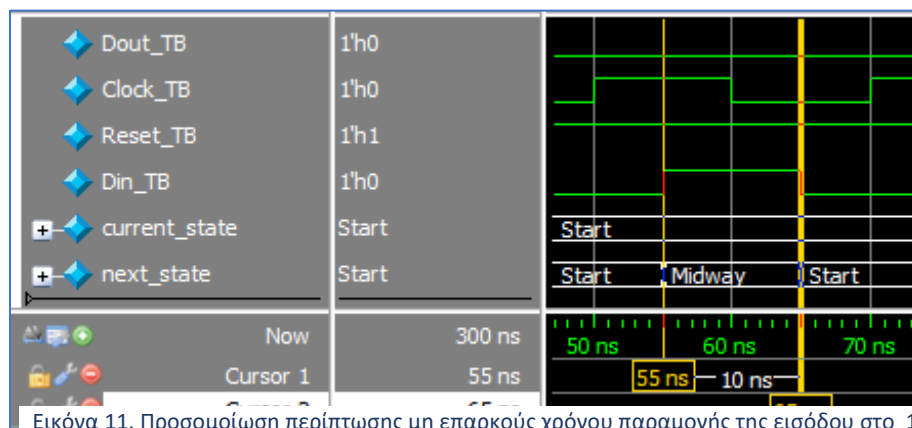 Dout_TB 1'h0
Clock_TB 1'h0
Reset_TB 1'h1
Din_TB 1'h0
current_state Start Start
next_state Start Start Midway Start
Now 300 ns 50 ns 60 ns 70 ns
Cursor 1 55 ns 55 ns 10 ns
Εικόνα 11. Προσομοίωση περίπτωσης μη επαρκούς χρόνου παραμονής της εισόδου στο 1